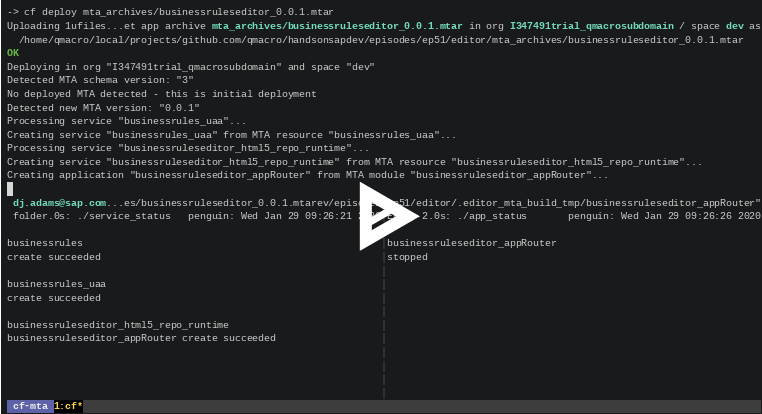 -> cf deploy mta_archives/businessruleseditor_0.0.1.mtar
Uploading 1ufiles...et app archive mta_archives/businessruleseditor_0.0.1.mtar in org I347491trial_qmacrosubdomain / space dev as
/home/qmacro/local/projects/github.com/qmacro/handsonsapdev/episodes/ep51/editor/mta_archives/businessruleseditor_0.0.1.mtar
OK
Deploying in org "I347491trial_qmacrosubdomain" and space "dev"
Detected MTA schema version: "3"
No deployed MTA detected - this is initial deployment
Detected new MTA version: "0.0.1"
Processing service "businessrules_uaa"...
Creating service "businessrules_uaa" from MTA resource "businessrules_uaa"...
Processing service "businessruleseditor_html5_repo_runtime"...
Creating service "businessruleseditor_html5_repo_runtime" from MTA resource "businessruleseditor_html5_repo_runtime"...
Creating application "businessruleseditor_appRouter" from MTA module "businessruleseditor_appRouter"...
dj.adams@sap.com...es/businessruleseditor_0.0.1.mtarev/epis 51/editor/.editor_mta_build_tmp/businessruleseditor_appRouter"
folder.0s: ./service_status penguin: Wed Jan 29 09:26:21 2.0s: ./app_status penguin: Wed Jan 29 09:26:26 2020
businessrules businessruleseditor_appRouter
create succeeded stopped
businessrules_uaa
create succeeded
businessruleseditor_html5_repo_runtime
businessruleseditor_appRouter create succeeded
cf-mta 1:cf*